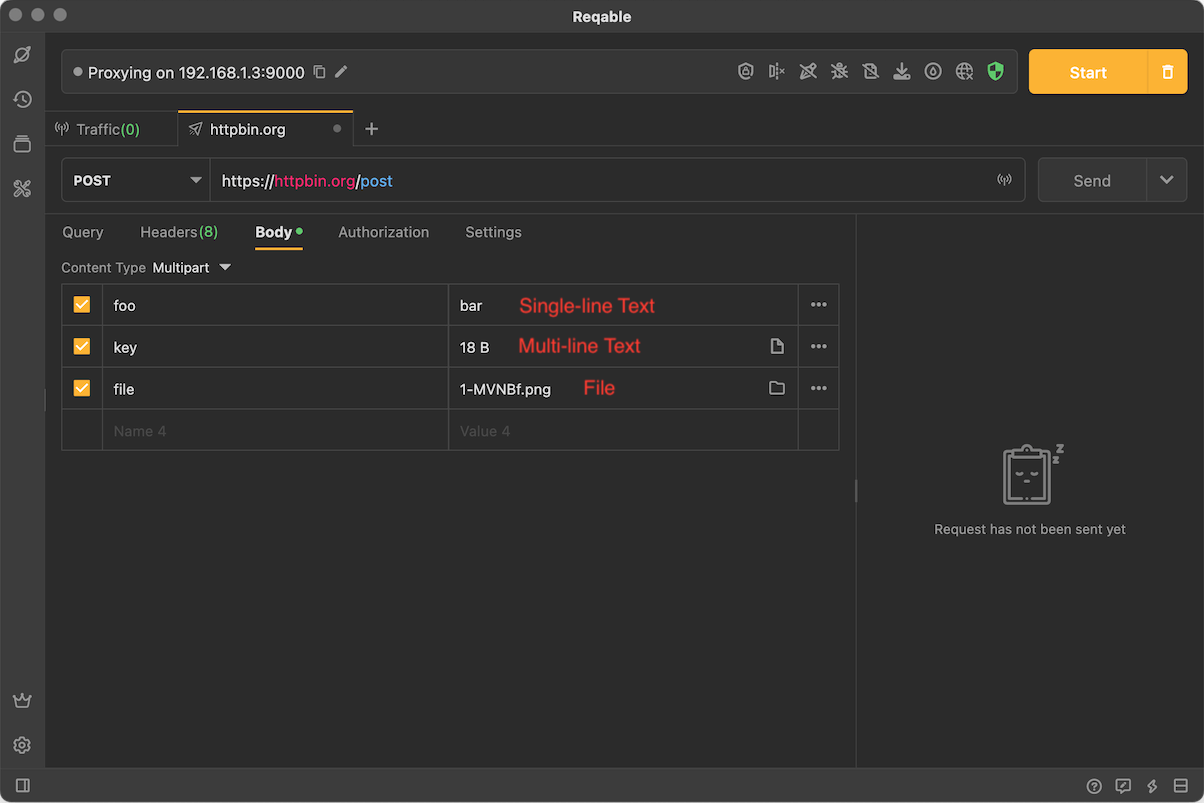 Reqable
Proxying on 192.168.1.3:9000
Start
Traffic(0)
httpbin.org
POST
https://httpbin.org/post
Send
Query
Headers(8)
Body
Authorization
Settings
Content Type Multipart
foo
bar
Single-line Text
key
18 B
Multi-line Text
file
1-MVNBf.png
File
Name 4
Value 4
z
z
Request has not been sent yet